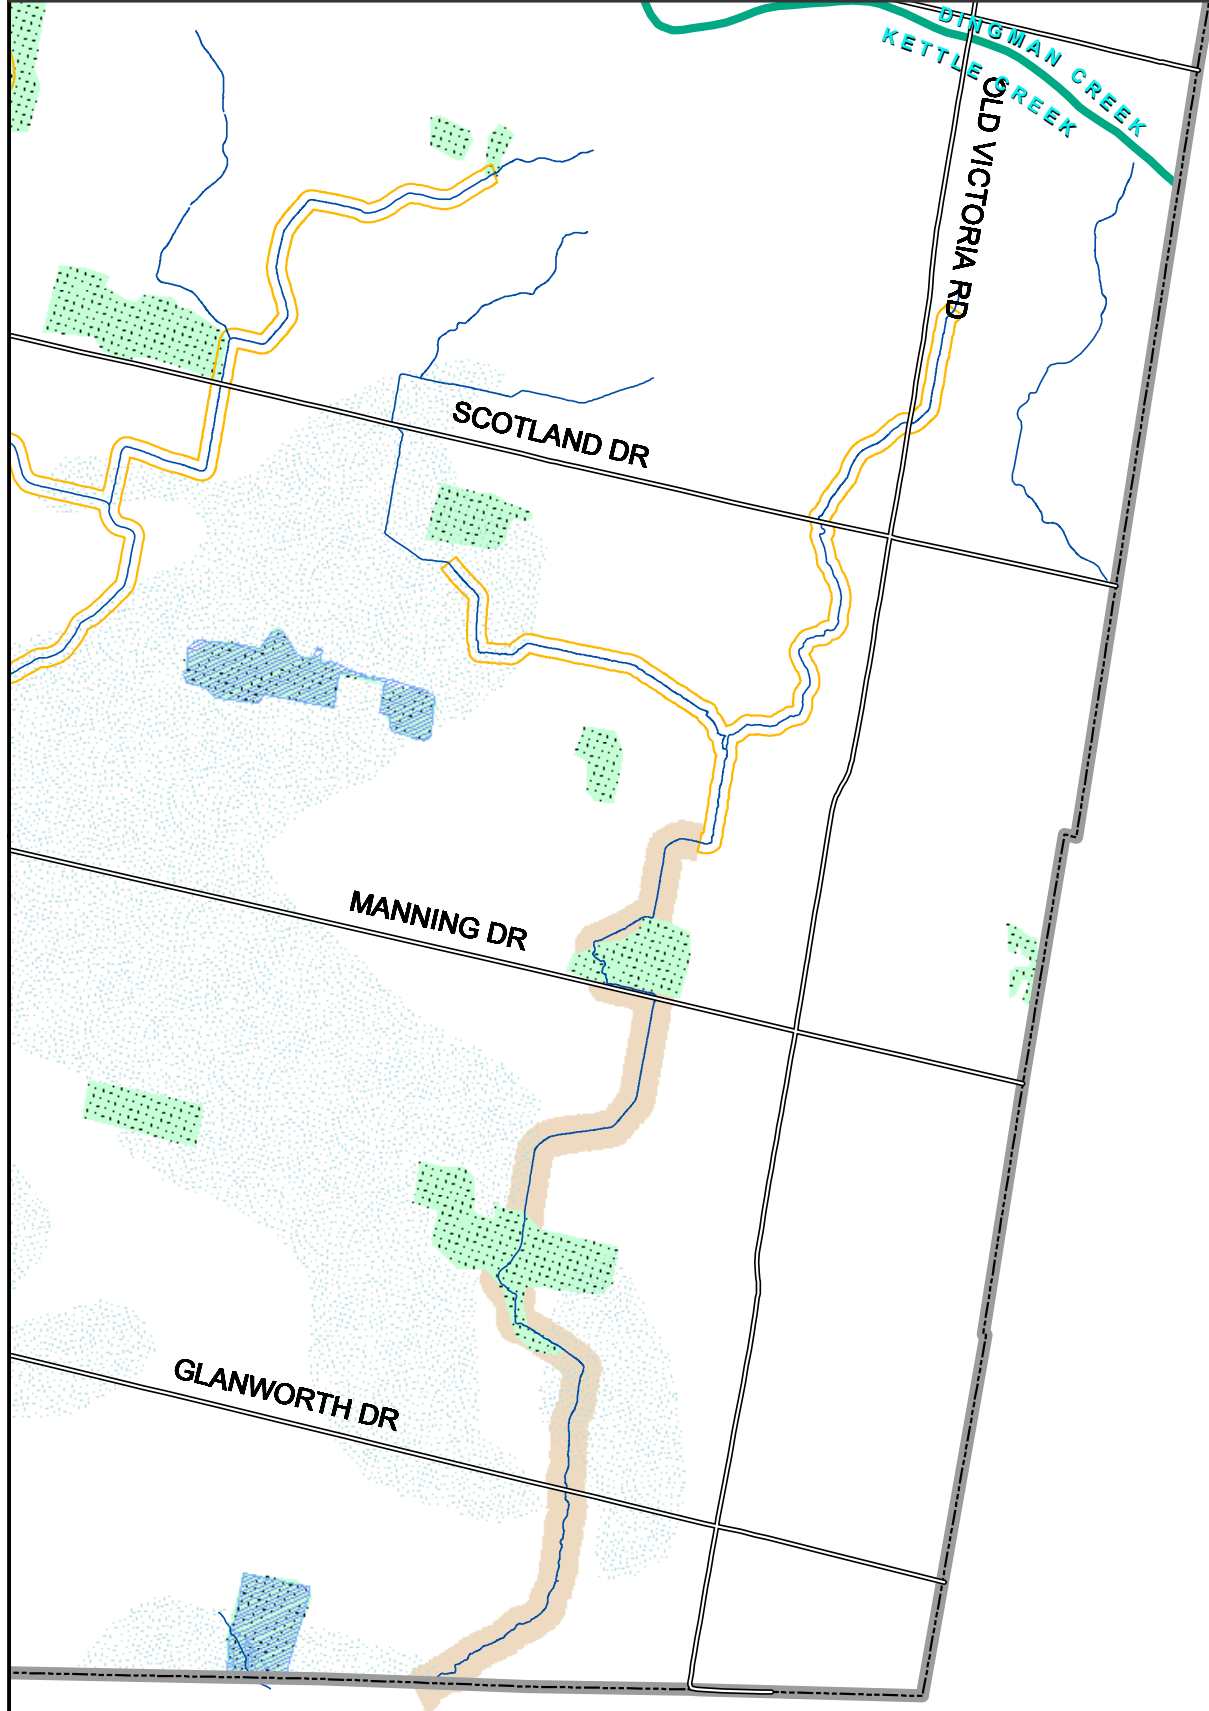 DINGMAN CREEK
KETTLE CREEK
OLD VICTORIA RD
SCOTLAND DR
MANNING DR
GLANWORTH DR